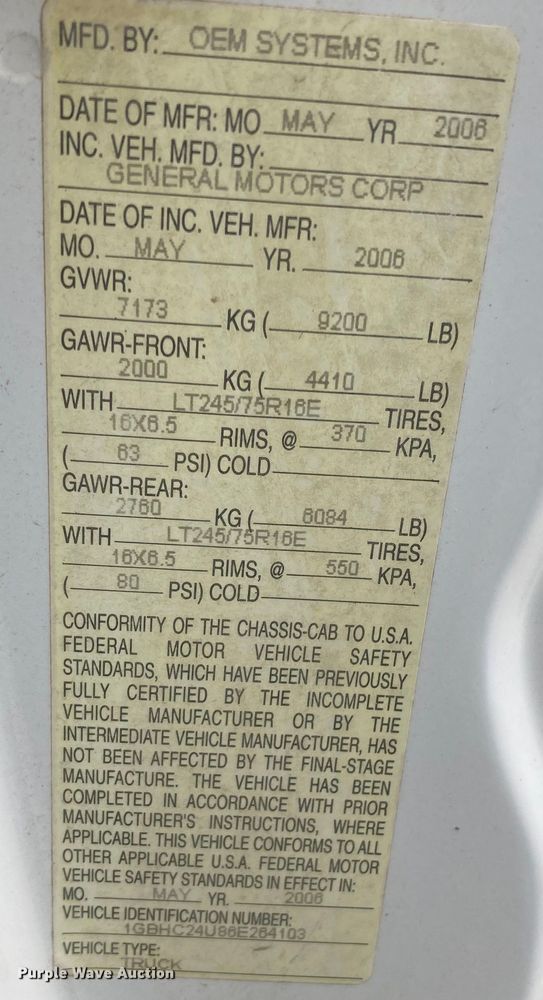 MFD. BY: OEM SYSTEMS, INC.
DATE OF MFR: MO MAY YR 2006
INC. VEH. MFD. BY:
GENERAL MOTORS CORP
DATE OF INC. VEH. MFR:
MO. MAY YR. 2006
GVWR:
7173 KG ( 9200 LB)
GAWR-FRONT:
2000 KG ( 4410 LB)
WITH LT245/75R16E TIRES,
16X6.5 RIMS, @ 370 KPA,
( 63 PSI) COLD
GAWR-REAR:
2760 KG ( 6084 LB)
WITH LT245/75R16E TIRES,
16X6.5 RIMS, @ 550 KPA,
( 80 PSI) COLD
CONFORMITY OF THE CHASSIS-CAB TO U.S.A.
FEDERAL MOTOR VEHICLE SAFETY
STANDARDS, WHICH HAVE BEEN PREVIOUSLY
FULLY CERTIFIED BY THE INCOMPLETE
VEHICLE MANUFACTURER OR BY THE
INTERMEDIATE VEHICLE MANUFACTURER, HAS
NOT BEEN AFFECTED BY THE FINAL-STAGE
MANUFACTURE. THE VEHICLE HAS BEEN
COMPLETED IN ACCORDANCE WITH PRIOR
MANUFACTURER'S INSTRUCTIONS, WHERE
APPLICABLE. THIS VEHICLE CONFORMS TO ALL
OTHER APPLICABLE U.S.A. FEDERAL MOTOR
VEHICLE SAFETY STANDARDS IN EFFECT IN:
MO. MAY YR. 2006
VEHICLE IDENTIFICATION NUMBER:
1GBHC24U86E264103
VEHICLE TYPE:
TRUCK
Purple Wave Auction